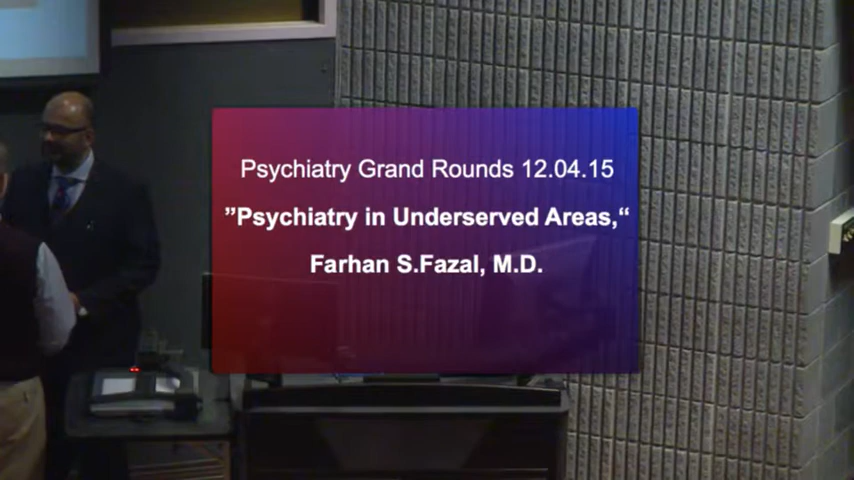 Psychiatry Grand Rounds 12.04.15
”Psychiatry in Underserved Areas,“
Farhan S.Fazal, M.D.